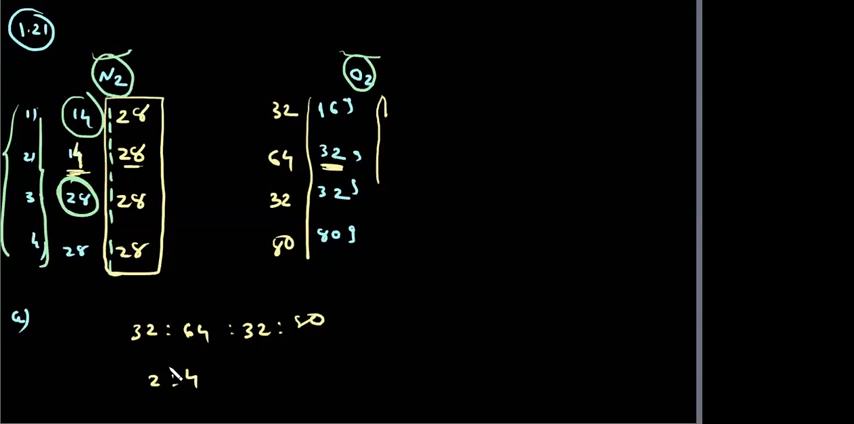 1.21
N2 O2
1) 14 28 32 16g
2) 14 28 64 32g
3 28 28 32 32g
4 28 28 80 80g
a) 32 : 64 : 32 : 80
2 : 4